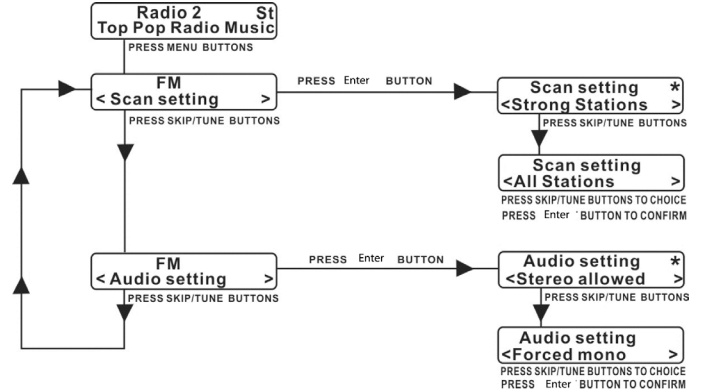 Radio 2 St
Top Pop Radio Music
PRESS MENU BUTTONS
FM
< Scan setting >
PRESS SKIP/TUNE BUTTONS
PRESS Enter BUTTON
Scan setting *
<Strong Stations >
PRESS SKIP/TUNE BUTTONS
Scan setting
<All Stations >
PRESS SKIP/TUNE BUTTONS TO CHOICE
PRESS Enter ' BUTTON TO CONFIRM
FM
< Audio setting >
PRESS SKIP/TUNE BUTTONS
PRESS Enter BUTTON
Audio setting *
<Stereo allowed >
PRESS SKIP/TUNE BUTTONS
Audio setting
<Forced mono >
PRESS SKIP/TUNE BUTTONS TO CHOICE
PRESS Enter ' BUTTON TO CONFIRM